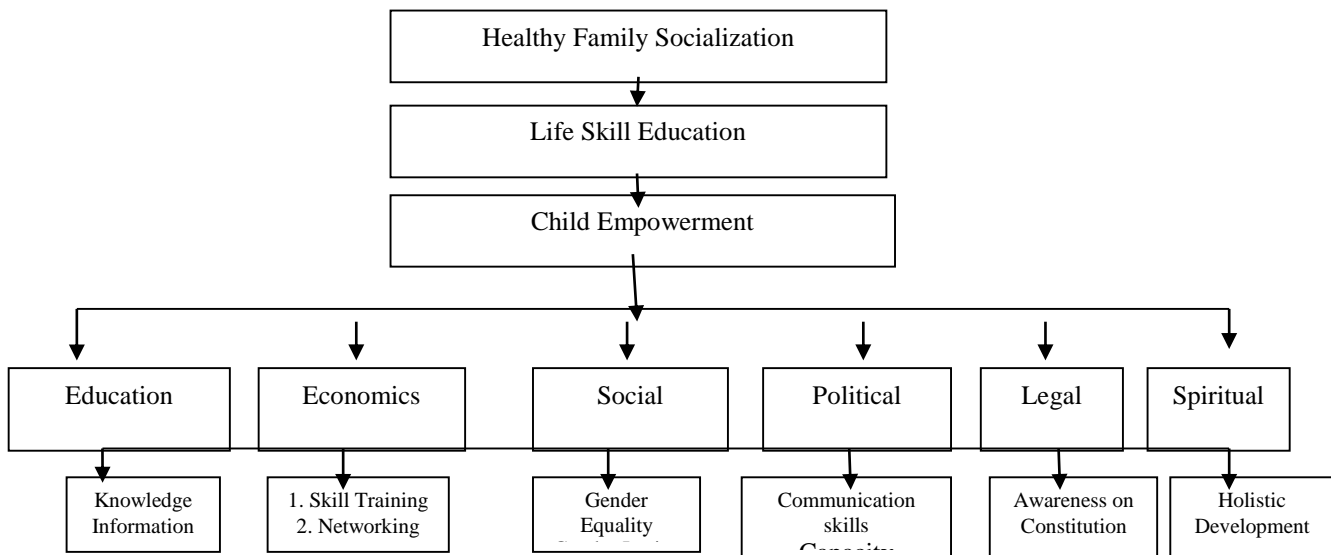 Healthy Family Socialization
Life Skill Education
Child Empowerment
Education
Economics
Social
Political
Legal
Spiritual
Knowledge
Information
1. Skill Training
2. Networking
Gender
Equality
Communication
skills
Capacity
Awareness on
Constitution
Holistic
Development